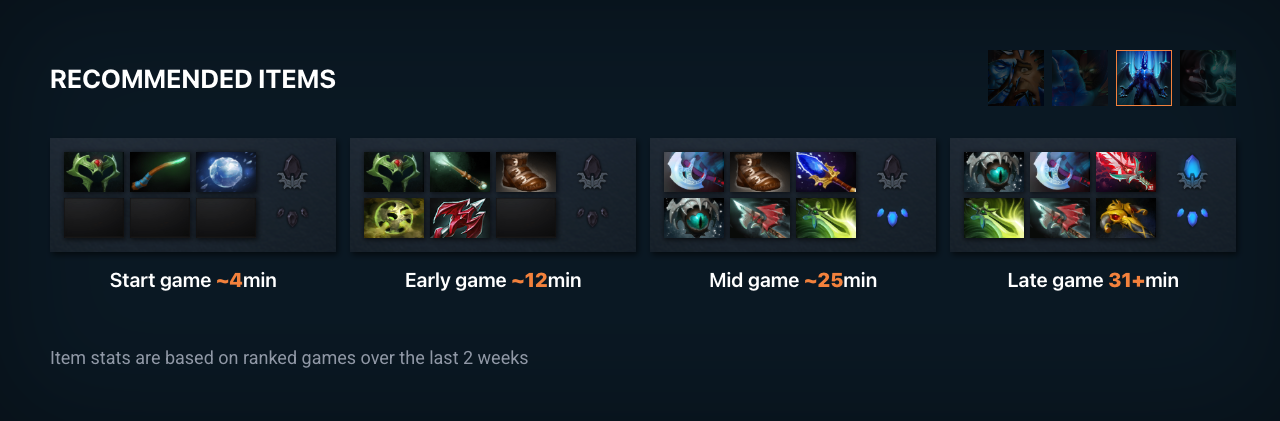 RECOMMENDED ITEMS
Start game ~4min
Early game ~12min
Mid game ~25min
Late game 31+min
Item stats are based on ranked games over the last 2 weeks